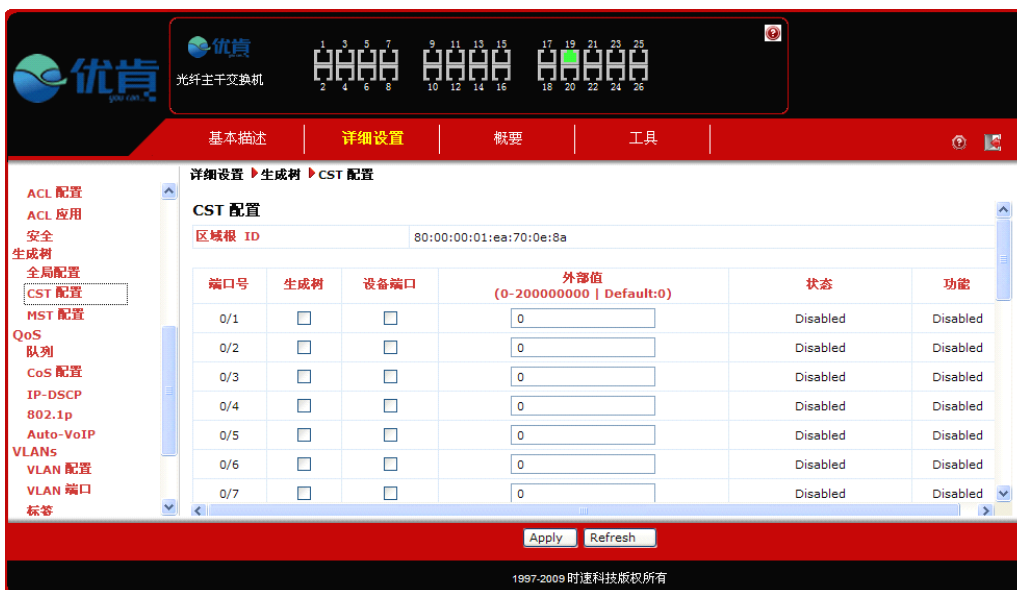 优肯
you can..
优肯
光纤主干交换机
1 3 5 7 9 11 13 15 17 19 21 23 25
2 4 6 8 10 12 14 16 18 20 22 24 26
基本描述 详细设置 概要 工具
ACL 配置
ACL 应用
安全
生成树
全局配置
CST 配置
MST 配置
QoS
队列
CoS 配置
IP-DSCP
802.1p
Auto-VoIP
VLANs
VLAN 配置
VLAN 端口
标签
详细设置 生成树 CST 配置
CST 配置
区域根 ID 80:00:00:01:ea:70:0e:8a
端口号 生成树 设备端口 外部值 (0-200000000 | Default:0) 状态 功能
0/1 0 Disabled Disabled
0/2 0 Disabled Disabled
0/3 0 Disabled Disabled
0/4 0 Disabled Disabled
0/5 0 Disabled Disabled
0/6 0 Disabled Disabled
0/7 0 Disabled Disabled
Apply Refresh
1997-2009 时速科技版权所有